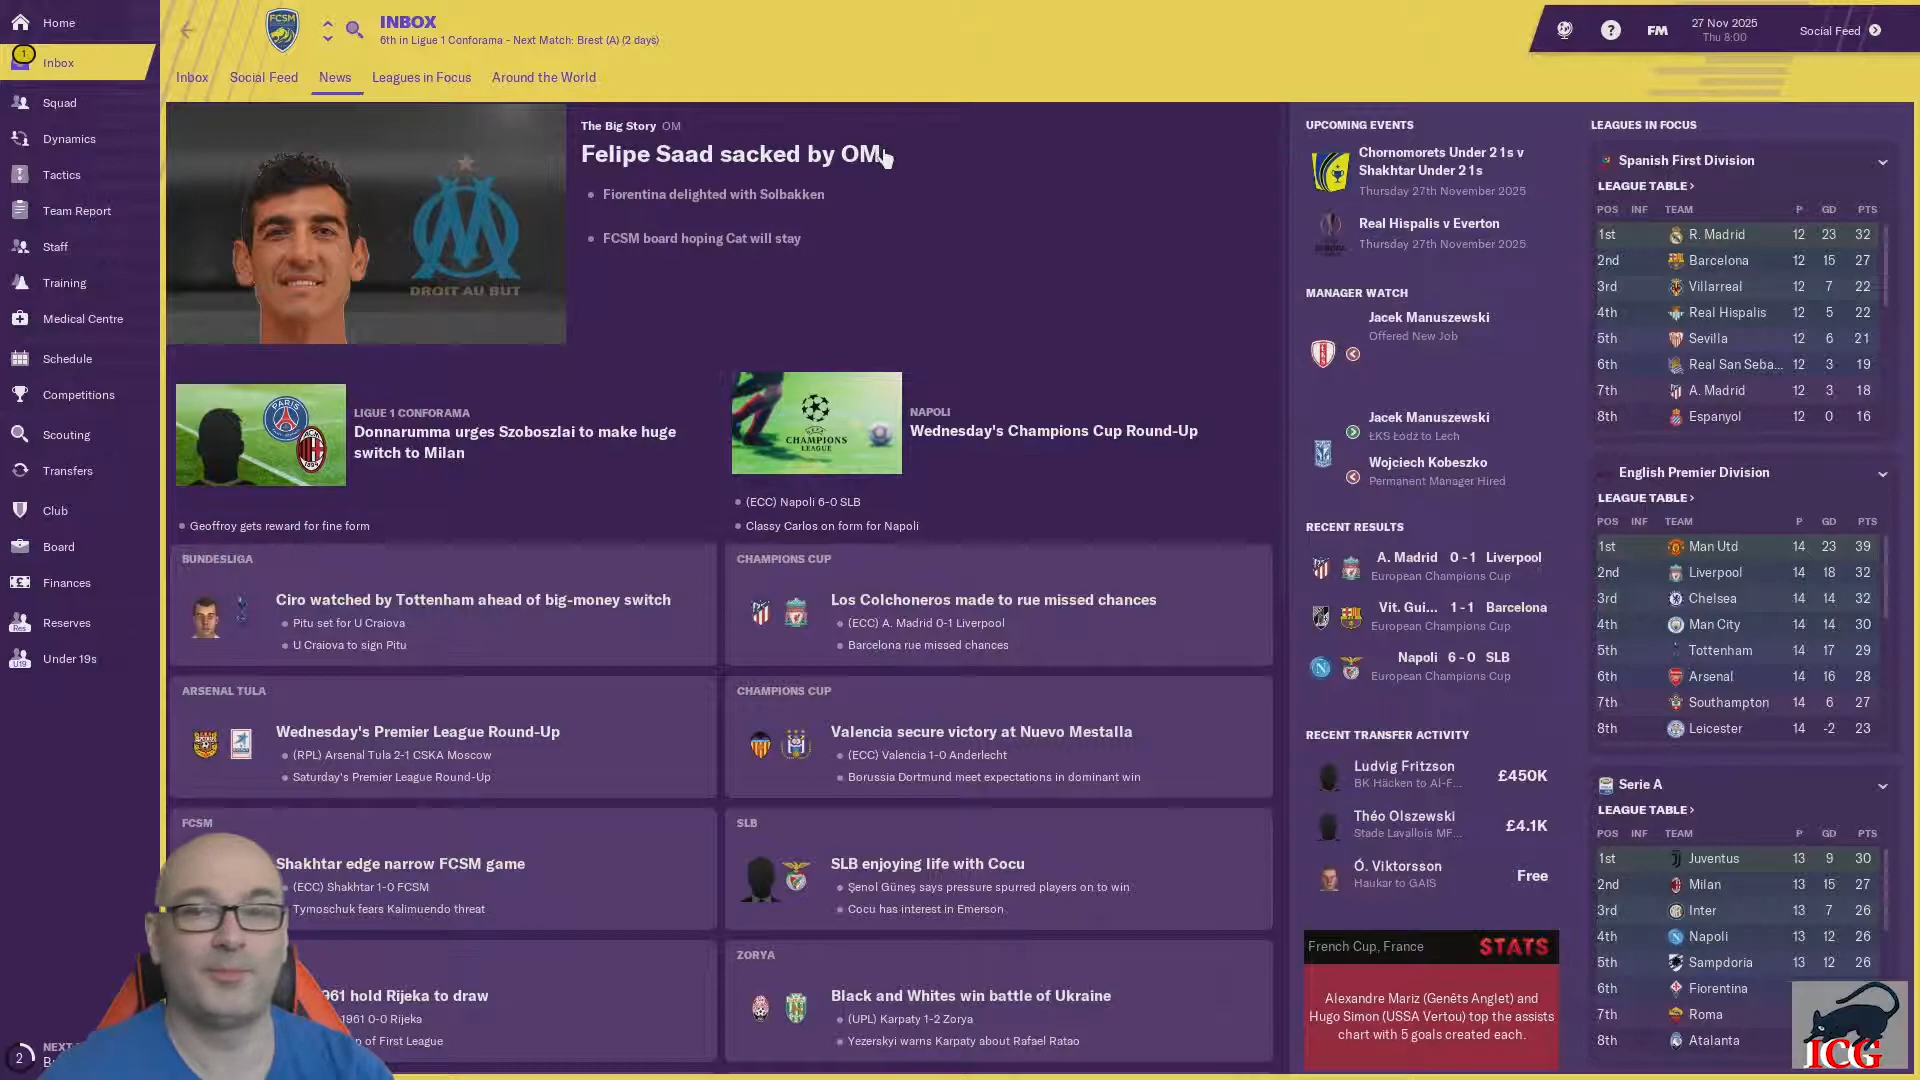 Home
1
Inbox
Squad
Dynamics
Tactics
Team Report
Staff
Training
Medical Centre
Schedule
Competitions
Scouting
Transfers
Club
Board
Finances
Reserves
Under 19s
FCSM
INBOX
6th in Ligue 1 Conforama - Next Match: Brest (A) (2 days)
FM
27 Nov 2025
Thu 8:00
Social Feed
Inbox
Social Feed
News
Leagues in Focus
Around the World
DROIT AU BUT
The Big Story OM
Felipe Saad sacked by OM
Fiorentina delighted with Solbakken
FCSM board hoping Cat will stay
LIGUE 1 CONFORAMA
Donnarumma urges Szoboszlai to make huge
switch to Milan
Geoffroy gets reward for fine form
CHAMPIONS
LEAGUE
NAPOLI
Wednesday's Champions Cup Round-Up
(ECC) Napoli 6-0 SLB
Classy Carlos on form for Napoli
BUNDESLIGA
Ciro watched by Tottenham ahead of big-money switch
Pitu set for U Craiova
U Craiova to sign Pitu
CHAMPIONS CUP
Los Colchoneros made to rue missed chances
(ECC) A. Madrid 0-1 Liverpool
Barcelona rue missed chances
ARSENAL TULA
Wednesday's Premier League Round-Up
(RPL) Arsenal Tula 2-1 CSKA Moscow
Saturday's Premier League Round-Up
CHAMPIONS CUP
Valencia secure victory at Nuevo Mestalla
(ECC) Valencia 1-0 Anderlecht
Borussia Dortmund meet expectations in dominant win
FCSM
Shakhtar edge narrow FCSM game
(ECC) Shakhtar 1-0 FCSM
Tymoschuk fears Kalimuendo threat
SLB
SLB enjoying life with Cocu
Şenol Güneş says pressure spurred players on to win
Cocu has interest in Emerson
1961 hold Rijeka to draw
1961 0-0 Rijeka
p of First League
ZORYA
Black and Whites win battle of Ukraine
(UPL) Karpaty 1-2 Zorya
Yezerskyi warns Karpaty about Rafael Ratao
2
NEXT
UPCOMING EVENTS
Chornomorets Under 21s v
Shakhtar Under 21s
Thursday 27th November 2025
Real Hispalis v Everton
Thursday 27th November 2025
MANAGER WATCH
Jacek Manuszewski
Offered New Job
Jacek Manuszewski
ŁKS Łódź to Lech
Wojciech Kobeszko
Permanent Manager Hired
RECENT RESULTS
A. Madrid 0 - 1 Liverpool
European Champions Cup
Vit. Gui... 1 - 1 Barcelona
European Champions Cup
Napoli 6 - 0 SLB
European Champions Cup
RECENT TRANSFER ACTIVITY
Ludvig Fritzson £450K
BK Häcken to Al-F...
Théo Olszewski £4.1K
Stade Lavallois MF...
Ó. Viktorsson Free
Haukar to GAIS
French Cup, France STATS
Alexandre Mariz (Genêts Anglet) and
Hugo Simon (USSA Vertou) top the assists
chart with 5 goals created each.
LEAGUES IN FOCUS
Spanish First Division
LEAGUE TABLE >
POS INF TEAM P GD PTS
1st R. Madrid 12 23 32
2nd Barcelona 12 15 27
3rd Villarreal 12 7 22
4th Real Hispalis 12 5 22
5th Sevilla 12 6 21
6th Real San Seba... 12 3 19
7th A. Madrid 12 3 18
8th Espanyol 12 0 16
English Premier Division
LEAGUE TABLE >
POS INF TEAM P GD PTS
1st Man Utd 14 23 39
2nd Liverpool 14 18 32
3rd Chelsea 14 14 32
4th Man City 14 14 30
5th Tottenham 14 17 29
6th Arsenal 14 16 28
7th Southampton 14 6 27
8th Leicester 14 -2 23
Serie A
LEAGUE TABLE >
POS INF TEAM P GD PTS
1st Juventus 13 9 30
2nd Milan 13 15 27
3rd Inter 13 7 26
4th Napoli 13 12 26
5th Sampdoria 13 12 26
6th Fiorentina
7th Roma
8th Atalanta
ICG